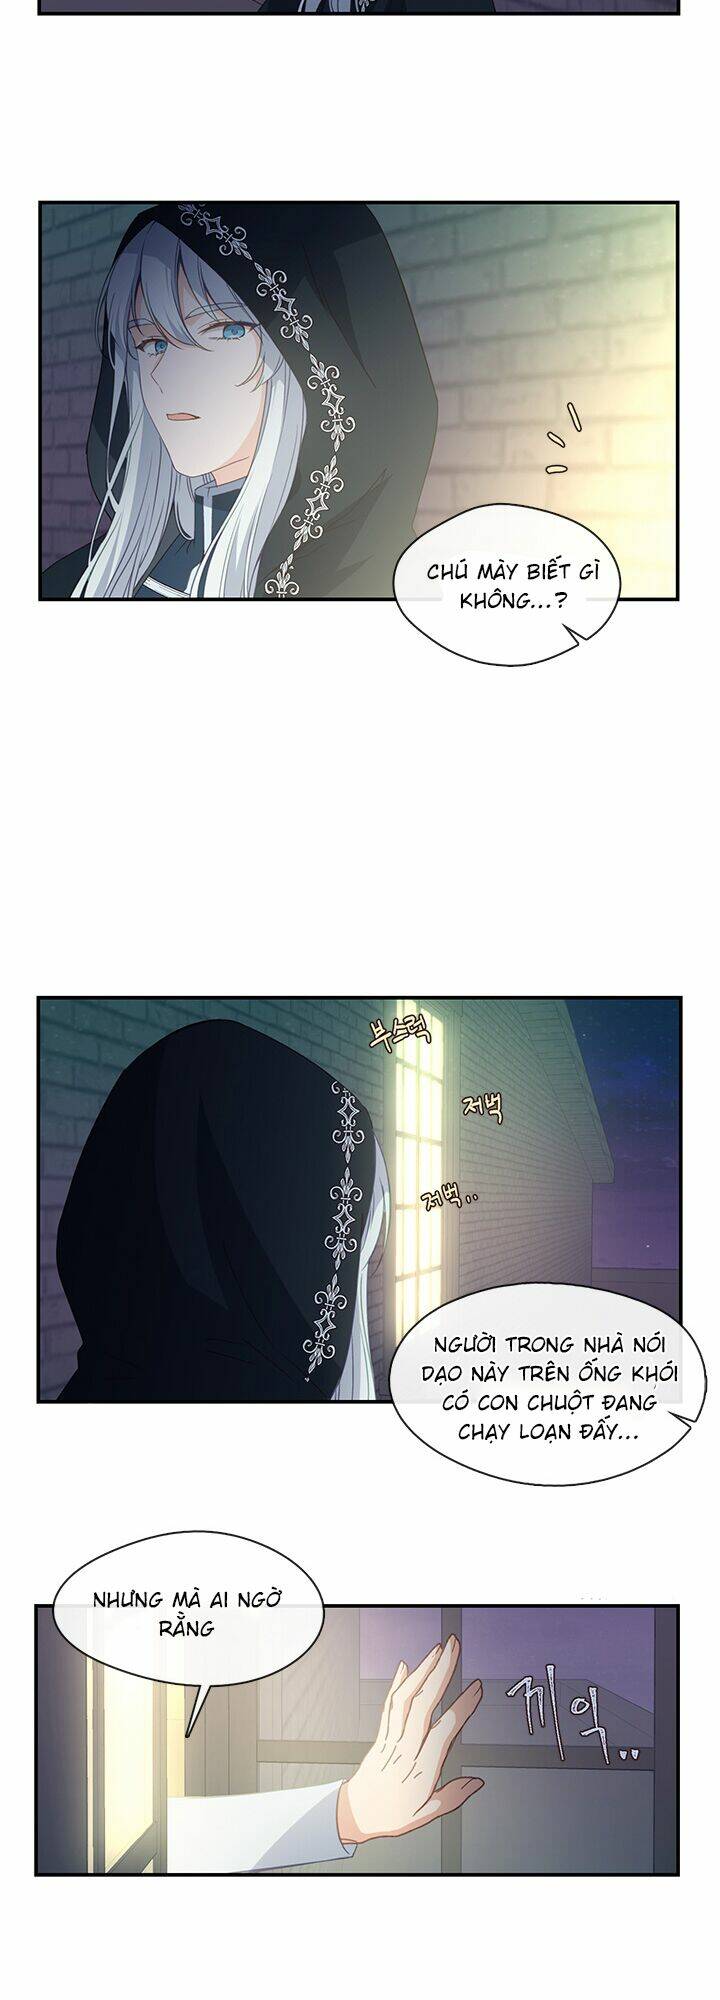 CHÚ MÀY BIẾT GÌ
KHÔNG...?
부스럭
저벅
저벅..
NGƯỜI TRONG NHÀ NÓI
DẠO NÀY TRÊN ỐNG KHÓI
CÓ CON CHUỘT ĐANG
CHẠY LOẠN ĐẤY...
NHƯNG MÀ AI NGỜ
RẰNG
끼익..